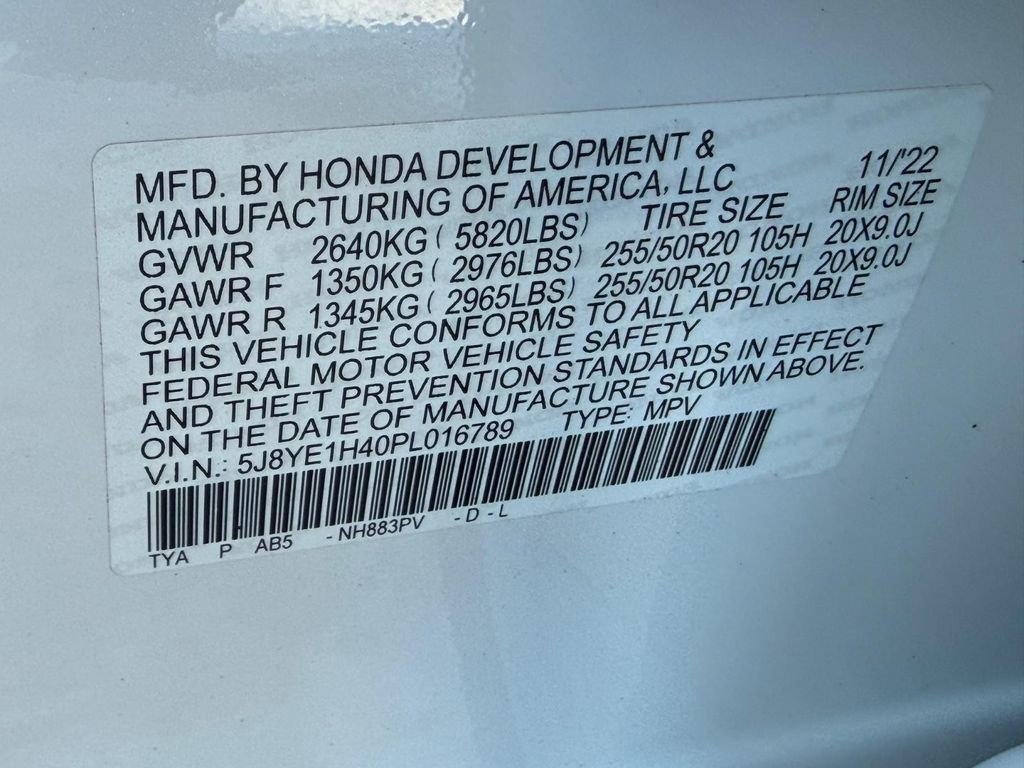 MFD. BY HONDA DEVELOPMENT &
MANUFACTURING OF AMERICA, LLC 11/'22
GVWR 2640KG ( 5820LBS) TIRE SIZE RIM SIZE
GAWR F 1350KG ( 2976LBS) 255/50R20 105H 20X9.0J
GAWR R 1345KG ( 2965LBS) 255/50R20 105H 20X9.0J
THIS VEHICLE CONFORMS TO ALL APPLICABLE
FEDERAL MOTOR VEHICLE SAFETY
AND THEFT PREVENTION STANDARDS IN EFFECT
ON THE DATE OF MANUFACTURE SHOWN ABOVE.
V.I.N.: 5J8YE1H40PL016789 TYPE: MPV
TYA P AB5 - NH883PV - D - L